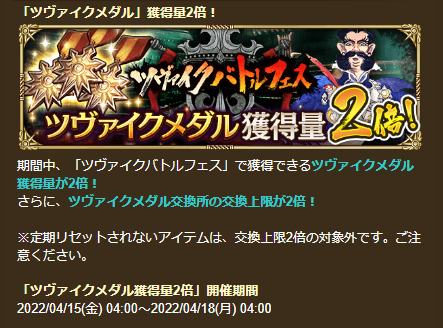 「ツヴァイクメダル」獲得量2倍！
ツヴァイクバトルフェス
ツヴァイクメダル獲得量2倍!
期間中、「ツヴァイクバトルフェス」で獲得できるツヴァイクメダル
獲得量が2倍！
さらに、ツヴァイクメダル交換所の交換上限が2倍！
※定期リセットされないアイテムは、交換上限2倍の対象外です。ご注
意ください。
「ツヴァイクメダル獲得量2倍」開催期間
2022/04/15(金) 04:00～2022/04/18(月) 04:00